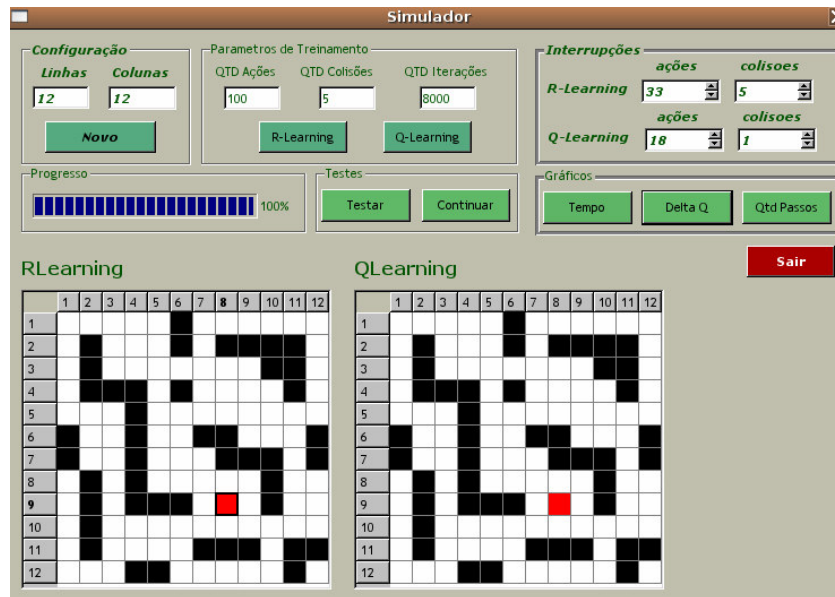 Simulador
Configuração
Linhas Colunas
12 12
Novo
Parametros de Treinamento
QTD Ações QTD Colisões QTD Iterações
100 5 8000
R-Learning Q-Learning
Interrupções
ações colisoes
R-Learning 33 5
ações colisoes
Q-Learning 18 1
Progresso
100%
Testes
Testar Continuar
Gráficos
Tempo Delta Q Qtd Passos
Sair
RLearning
1 2 3 4 5 6 7 8 9 10 11 12
1
2
3
4
5
6
7
8
9
10
11
12
QLearning
1 2 3 4 5 6 7 8 9 10 11 12
1
2
3
4
5
6
7
8
9
10
11
12